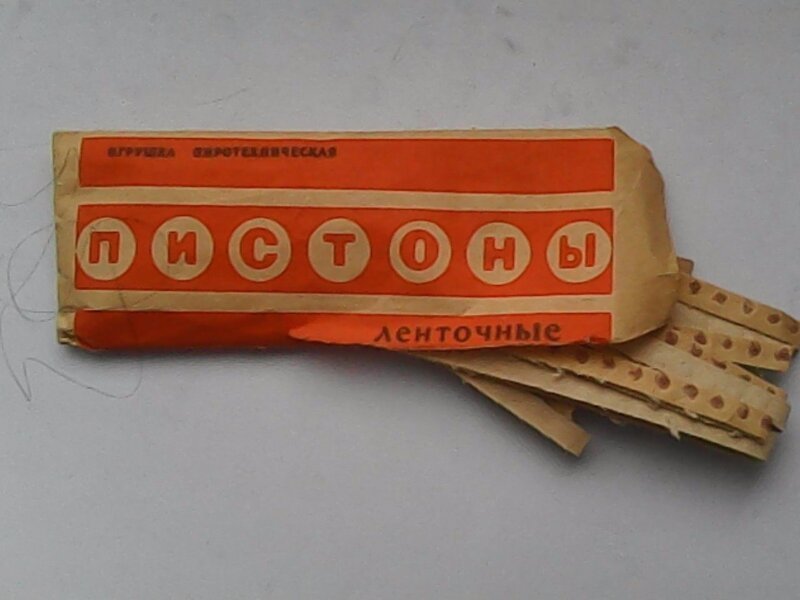 ИГРУШКА ПИРОТЕХНИЧЕСКАЯ
ПИСТОНЫ
ленточные